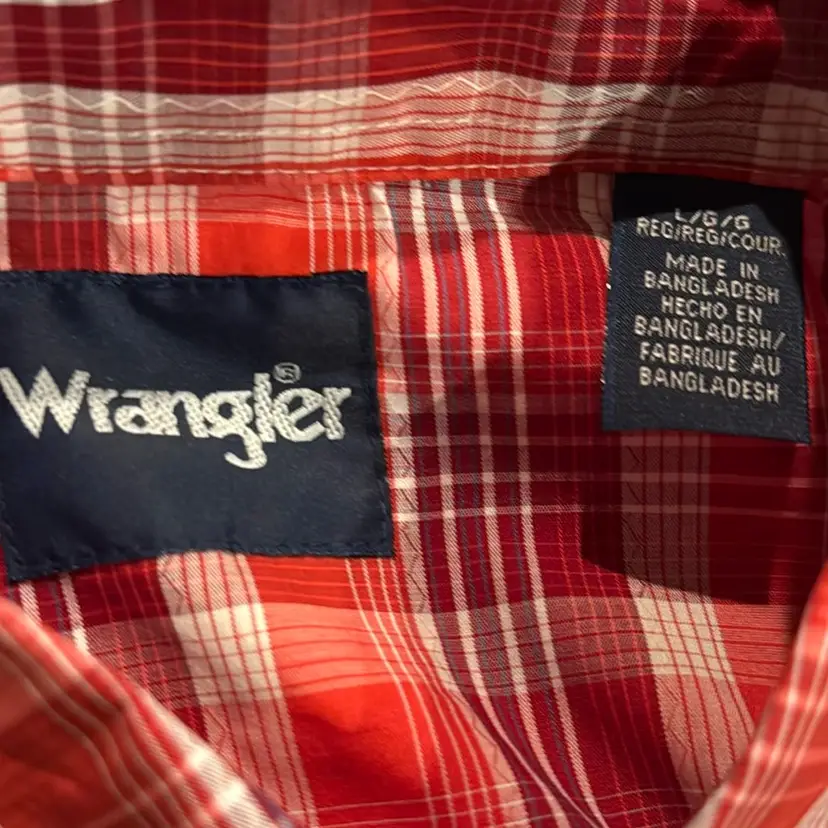 Wrangler®
L/G/G
REG/REG/COUR.
MADE IN
BANGLADESH
HECHO EN
BANGLADESH/
FABRIQUE AU
BANGLADESH